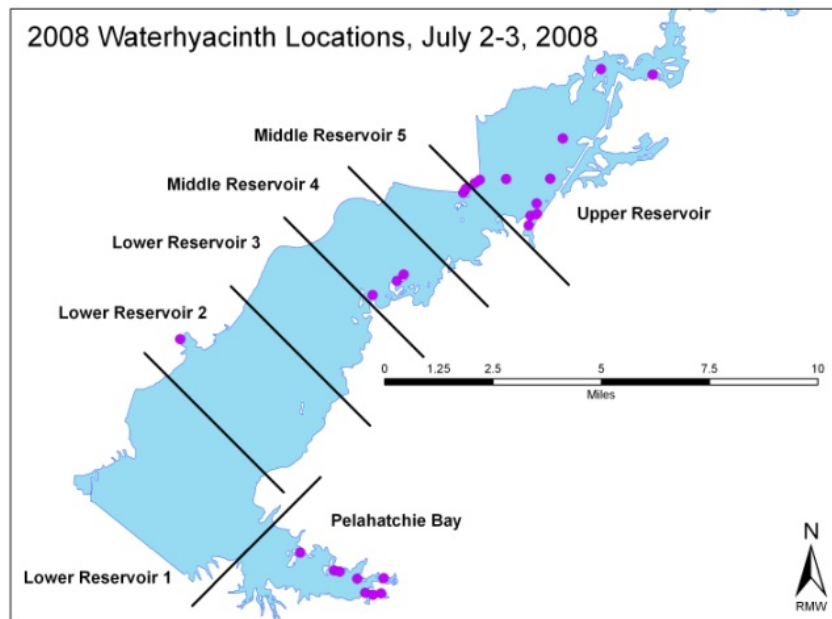 2008 Waterhyacinth Locations, July 2-3, 2008
Middle Reservoir 5
Middle Reservoir 4
Upper Reservoir
Lower Reservoir 3
Lower Reservoir 2
0 1.25 2.5 5 7.5 10
Miles
Pelahatchie Bay
Lower Reservoir 1
N
RMW